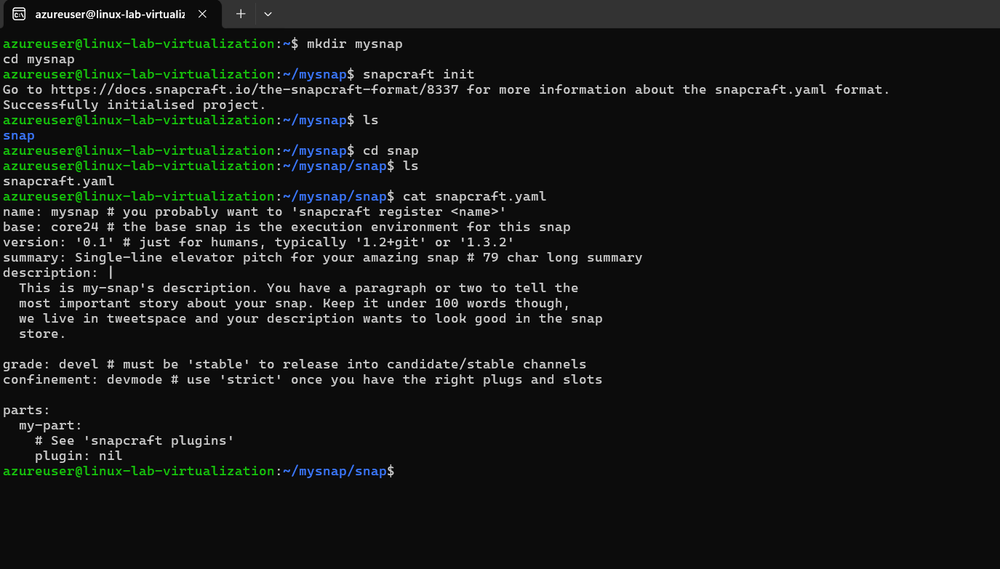 azureuser@linux-lab-virtualiz
azureuser@linux-lab-virtualization:~$ mkdir mysnap
cd mysnap
azureuser@linux-lab-virtualization:~/mysnap$ snapcraft init
Go to https://docs.snapcraft.io/the-snapcraft-format/8337 for more information about the snapcraft.yaml format.
Successfully initialised project.
azureuser@linux-lab-virtualization:~/mysnap$ ls
snap
azureuser@linux-lab-virtualization:~/mysnap$ cd snap
azureuser@linux-lab-virtualization:~/mysnap/snap$ ls
snapcraft.yaml
azureuser@linux-lab-virtualization:~/mysnap/snap$ cat snapcraft.yaml
name: mysnap # you probably want to 'snapcraft register <name>'
base: core24 # the base snap is the execution environment for this snap
version: '0.1' # just for humans, typically '1.2+git' or '1.3.2'
summary: Single-line elevator pitch for your amazing snap # 79 char long summary
description: |
  This is my-snap's description. You have a paragraph or two to tell the
  most important story about your snap. Keep it under 100 words though,
  we live in tweetspace and your description wants to look good in the snap
  store.

grade: devel # must be 'stable' to release into candidate/stable channels
confinement: devmode # use 'strict' once you have the right plugs and slots

parts:
  my-part:
    # See 'snapcraft plugins'
    plugin: nil
azureuser@linux-lab-virtualization:~/mysnap/snap$